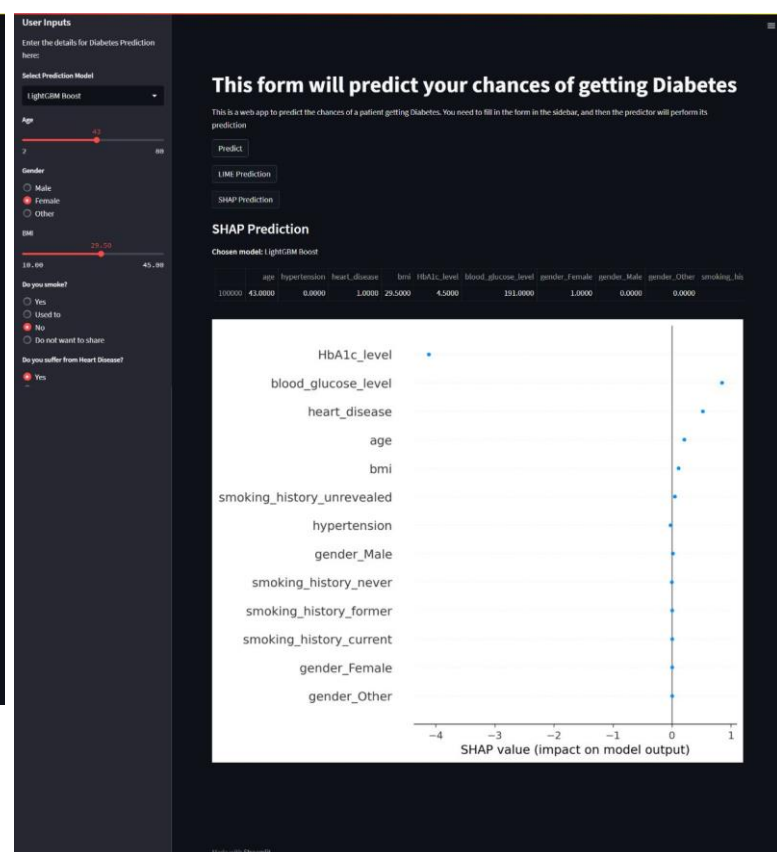 User Inputs
Enter the details for Diabetes Prediction
here:
Select Prediction Model
LightGBM Boost
Age
43
2 80
Gender
Male
Female
Other
BMI
29.50
10.00 45.00
Do you smoke?
Yes
Used to
No
Do not want to share
Do you suffer from Heart Disease?
Yes
This form will predict your chances of getting Diabetes
This is a web app to predict the chances of a patient getting Diabetes. You need to fill in the form in the sidebar, and then the predictor will perform its
prediction
Predict
LIME Prediction
SHAP Prediction
SHAP Prediction
Chosen model: LightGBM Boost
age hypertension heart_disease bmi HbA1c_level blood_glucose_level gender_Female gender_Male gender_Other smoking_his
100000 43.0000 0.0000 1.0000 29.5000 4.5000 191.0000 1.0000 0.0000 0.0000
HbA1c_level
blood_glucose_level
heart_disease
age
bmi
smoking_history_unrevealed
hypertension
gender_Male
smoking_history_never
smoking_history_former
smoking_history_current
gender_Female
gender_Other
−4 −3 −2 −1 0 1
SHAP value (impact on model output)